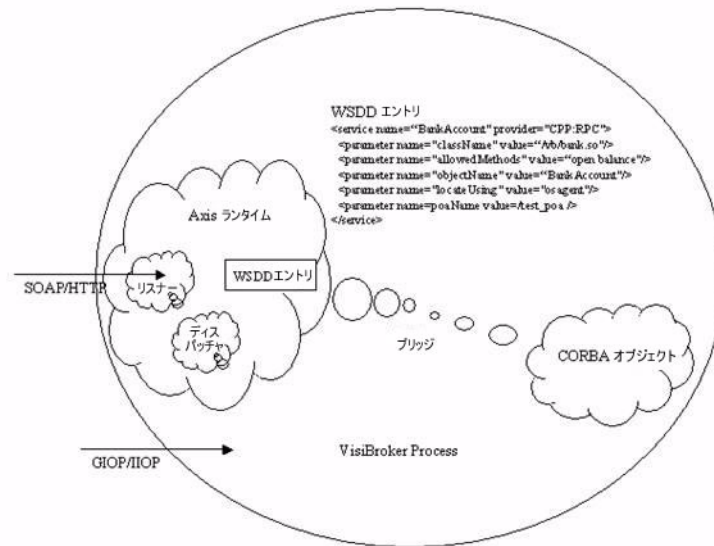 WSDD エントリ
<service name="BankAccount" provider="CPP:RPC">
<parameter name="className" value="/vb/bank.so"/>
<parameter name="allowedMethods" value="open balance"/>
<parameter name="objectName" value="BankAccount"/>
<parameter name="locateUsing" value="osagent"/>
<parameter name=poaName value=/test_poa />
</service>
Axis ランタイム
WSDDエントリ
SOAP/HTTP
リスナー
ディス
パッチャ
ブリッジ
CORBA オブジェクト
VisiBroker Process
GIOP/IIOP